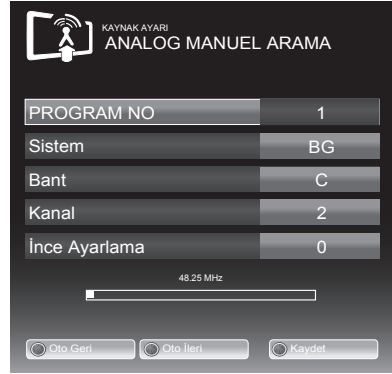 KAYNAK AYARI
ANALOG MANUEL ARAMA
PROGRAM NO 1
Sistem BG
Bant C
Kanal 2
İnce Ayarlama 0
48.25 MHz
Oto Geri Oto İleri Kaydet